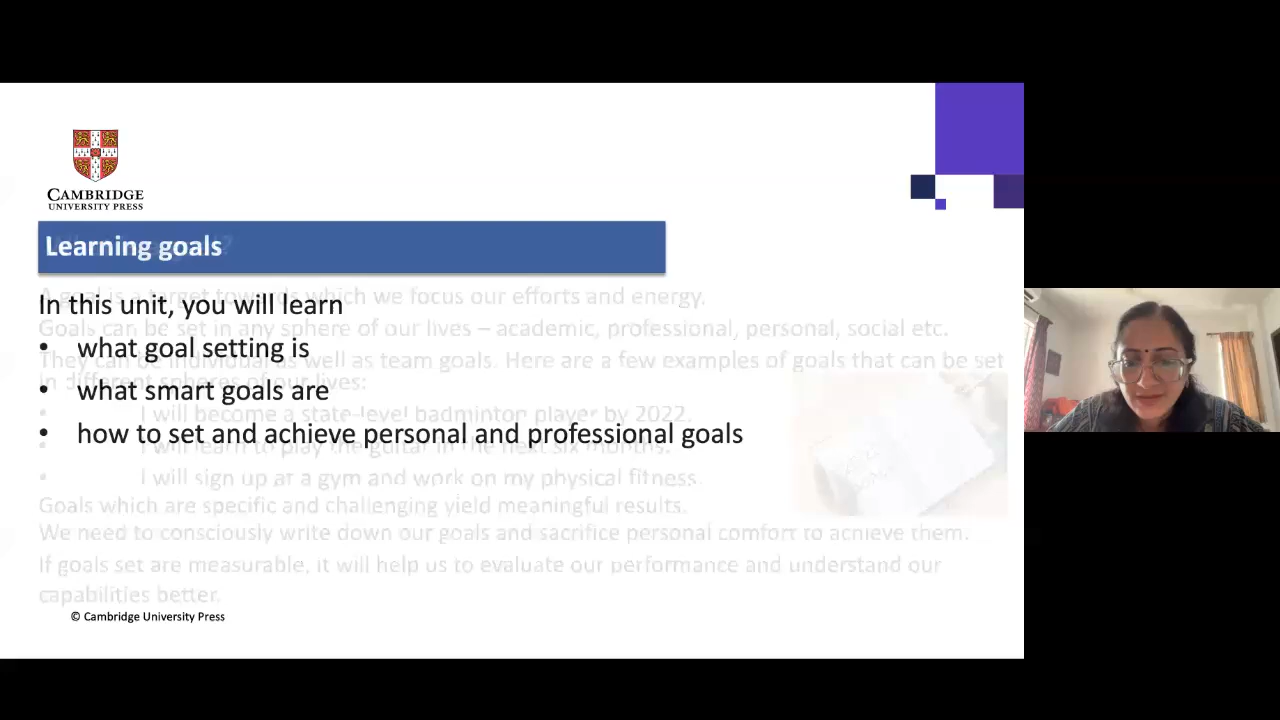 CAMBRIDGE
UNIVERSITY PRESS
Learning goals
In this unit, you will learn
• what goal setting is
• what smart goals are
• how to set and achieve personal and professional goals
A goal is a target towards which we focus our efforts and energy.
Goals can be set in any sphere of our lives – academic, professional, personal, social etc.
They can be individual as well as team goals. Here are a few examples of goals that can be set
in different spheres of our lives:
• I will become a state-level badminton player by 2022.
• I will learn to play the guitar in the next six months.
• I will sign up at a gym and work on my physical fitness.
Goals which are specific and challenging yield meaningful results.
We need to consciously write down our goals and sacrifice personal comfort to achieve them.
If goals set are measurable, it will help us to evaluate our performance and understand our
capabilities better.
© Cambridge University Press